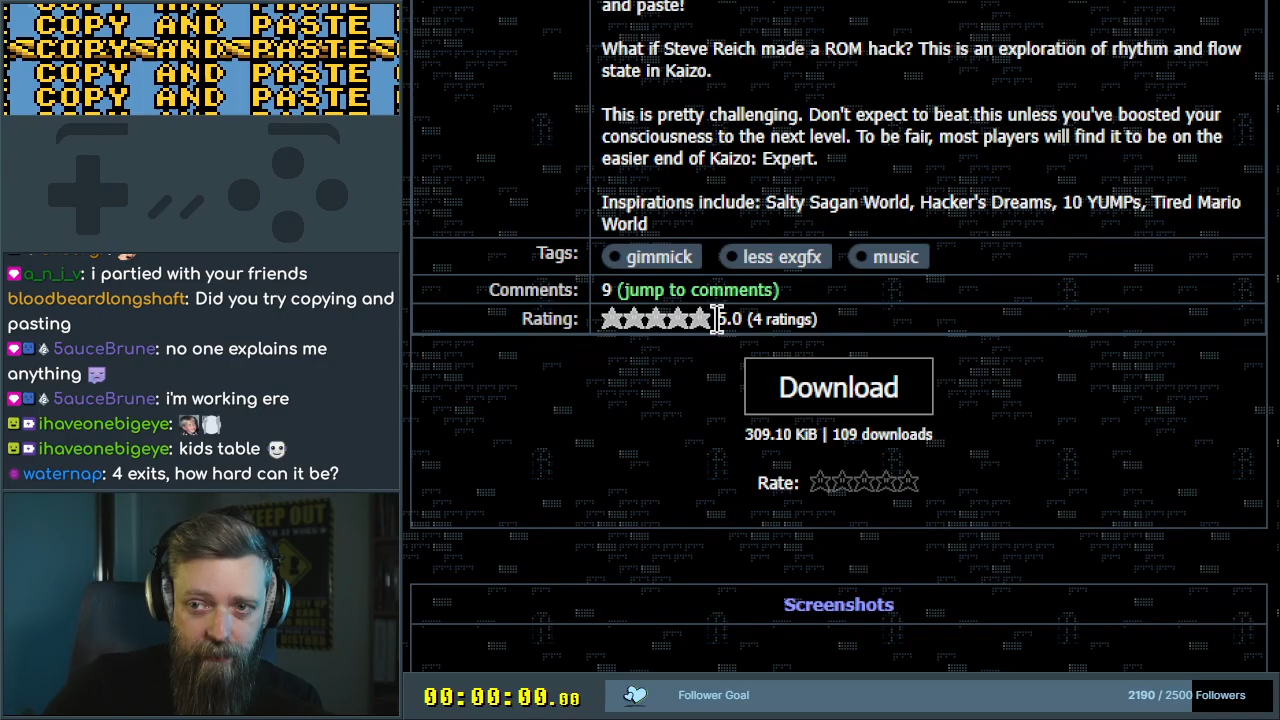 COPY AND PASTE
COPY AND PASTE
COPY AND PASTE
COPY AND PASTE
COPY AND PASTE
a_n_i_v: i partied with your friends
bloodbeardlongshaft: Did you try copying and
pasting
5auceBrune: no one explains me
anything
5auceBrune: i'm working ere
ihaveonebigeye:
ihaveonebigeye: kids table
waternap: 4 exits, how hard can it be?
and paste!
What if Steve Reich made a ROM hack? This is an exploration of rhythm and flow
state in Kaizo.
This is pretty challenging. Don't expect to beat this unless you've boosted your
consciousness to the next level. To be fair, most players will find it to be on the
easier end of Kaizo: Expert.
Inspirations include: Salty Sagan World, Hacker's Dreams, 10 YUMPs, Tired Mario
World
Tags: gimmick less exgfx music
Comments: 9 (jump to comments)
Rating: 5.0 (4 ratings)
Download
309.10 KiB | 109 downloads
Rate:
Screenshots
00:00:00.00
Follower Goal 2190 / 2500 Followers